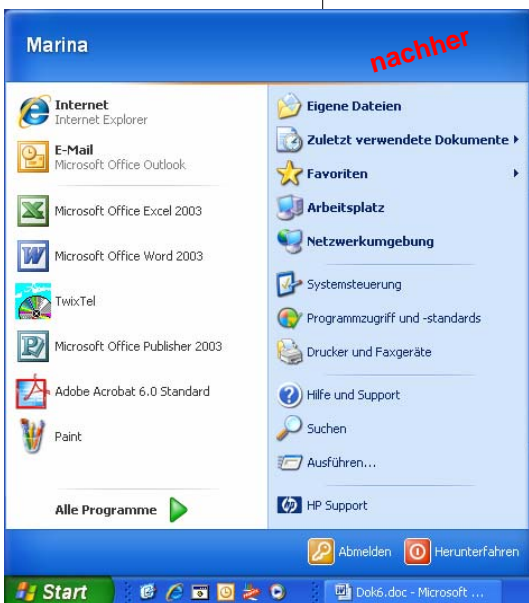 Marina
nachher
Internet
Internet Explorer
E-Mail
Microsoft Office Outlook
Microsoft Office Excel 2003
Microsoft Office Word 2003
TwixTel
Microsoft Office Publisher 2003
Adobe Acrobat 6.0 Standard
Paint
Alle Programme
Eigene Dateien
Zuletzt verwendete Dokumente
Favoriten
Arbeitsplatz
Netzwerkumgebung
Systemsteuerung
Programmzugriff und -standards
Drucker und Faxgeräte
Hilfe und Support
Suchen
Ausführen...
HP Support
Abmelden
Herunterfahren
Start
Dok6.doc - Microsoft ...